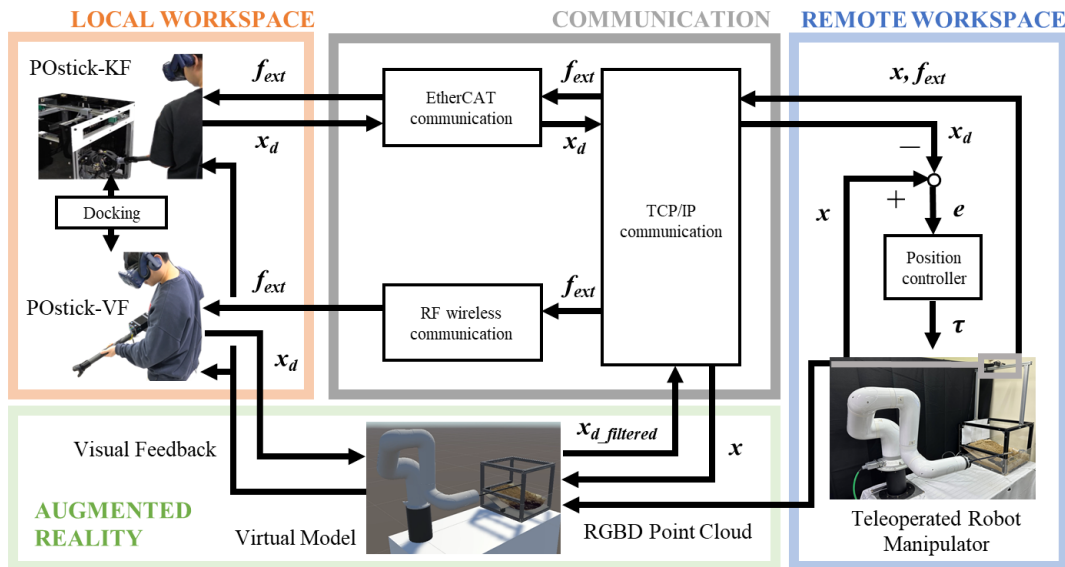 LOCAL WORKSPACE
COMMUNICATION
REMOTE WORKSPACE
POstick-KF
f_ext
x_d
EtherCAT
communication
f_ext
x_d
TCP/IP
communication
x, f_ext
x_d
−
+
x
e
Position
controller
τ
Docking
POstick-VF
f_ext
x_d
RF wireless
communication
f_ext
Visual Feedback
x_d_filtered
x
AUGMENTED
REALITY
Virtual Model
RGBD Point Cloud
Teleoperated Robot
Manipulator